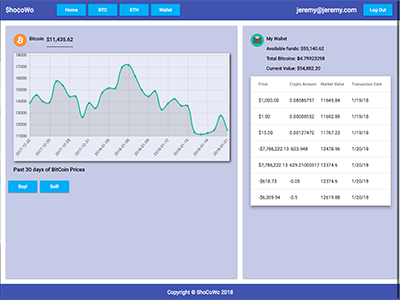 ShoCoWo Home BTC ETH Wallet jeremy@jeremy.com Log Out
Bitcoin $11,435.62
18000
17000
16000
15000
14000
13000
12000
11000
2017-12-22
2017-12-25
2017-12-28
2017-12-31
2018-01-03
2018-01-06
2018-01-09
2018-01-12
2018-01-15
2018-01-18
2018-01-21
Past 30 days of BitCoin Prices
Buy! Sell!
My Wallet
Available funds: $55,140.62
Total Bitcoins: $4.79923298
Current Value: $54,882.20
Price Crypto Amount Market Value Transaction Date
$1,000.00 0.08586757 11645.84 1/19/18
$1.00 0.00008552 11692.89 1/19/18
$15.00 0.00127472 11767.23 1/19/18
-$7,786,222.13 -623.948 12478.96 1/20/18
$7,786,222.13 629.21000517 12374.6 1/20/18
-$618.73 -0.05 12374.6 1/20/18
-$6,309.94 -0.5 12619.88 1/20/18
Copyright © ShoCoWo 2018